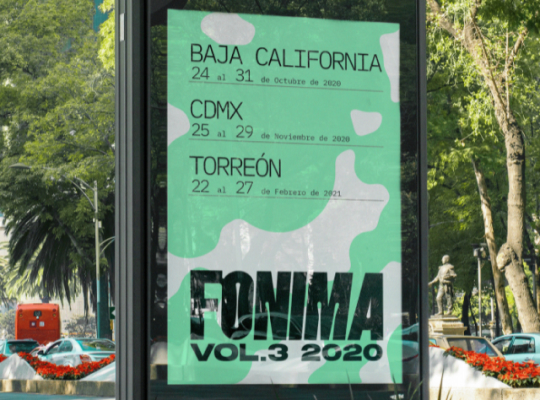 BAJA CALIFORNIA
24 al 31 de Octubre de 2020
CDMX
25 al 29 de Noviembre de 2020
TORREÓN
22 al 27 de Febrero de 2021
FONIMA
VOL.3 2020